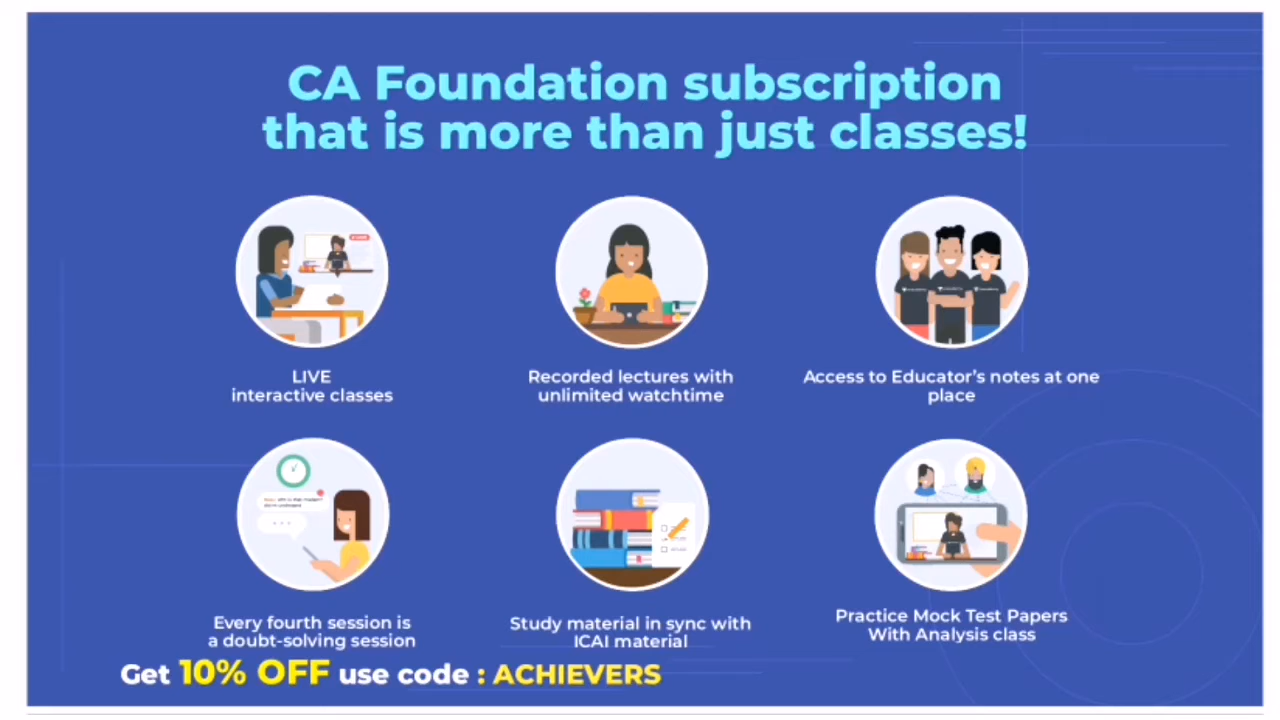 CA Foundation subscription
that is more than just classes!
LIVE
interactive classes
Recorded lectures with
unlimited watchtime
Access to Educator's notes at one
place
Every fourth session is
a doubt-solving session
Study material in sync with
ICAI material
Practice Mock Test Papers
With Analysis class
Get 10% OFF use code : ACHIEVERS